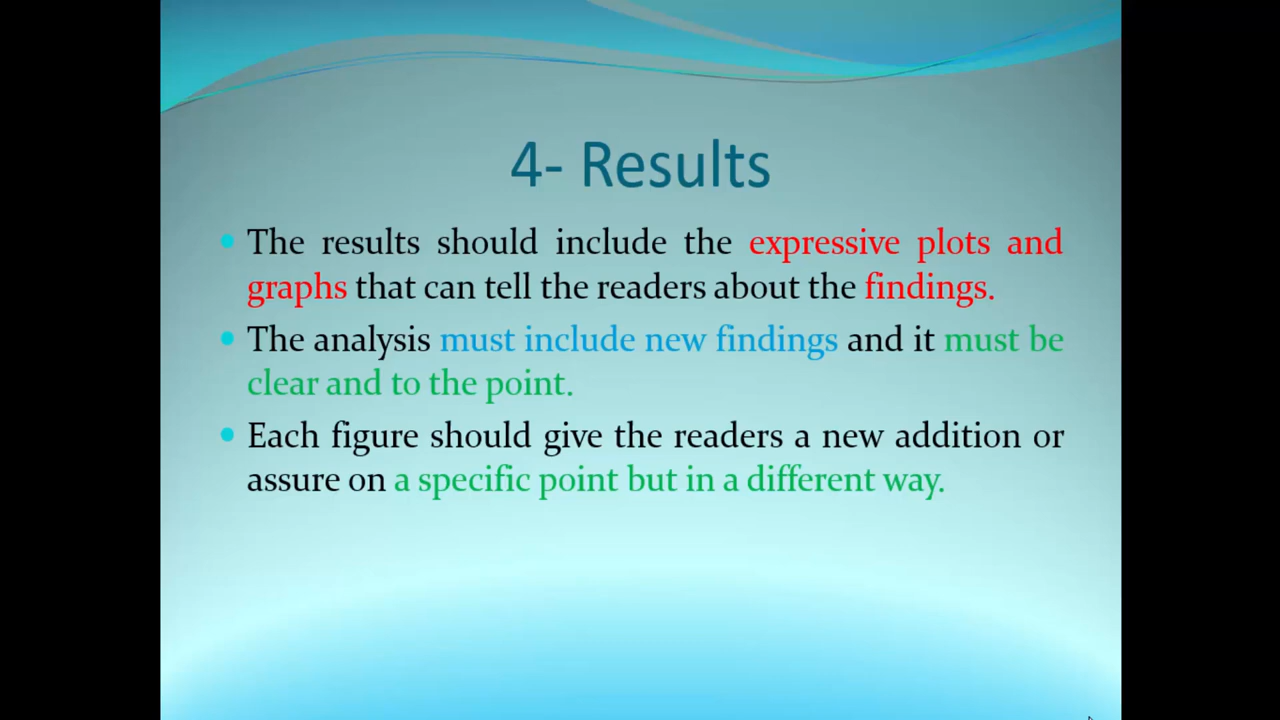 4- Results
The results should include the expressive plots and
graphs that can tell the readers about the findings.
The analysis must include new findings and it must be
clear and to the point.
Each figure should give the readers a new addition or
assure on a specific point but in a different way.